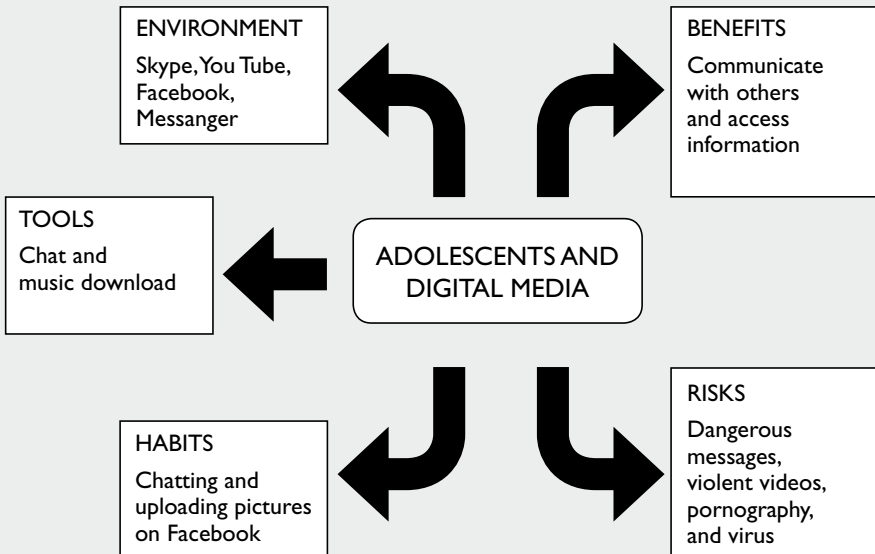 ENVIRONMENT
Skype, You Tube,
Facebook,
Messanger
BENEFITS
Communicate
with others
and access
information
TOOLS
Chat and
music download
ADOLESCENTS AND
DIGITAL MEDIA
HABITS
Chatting and
uploading pictures
on Facebook
RISKS
Dangerous
messages,
violent videos,
pornography,
and virus